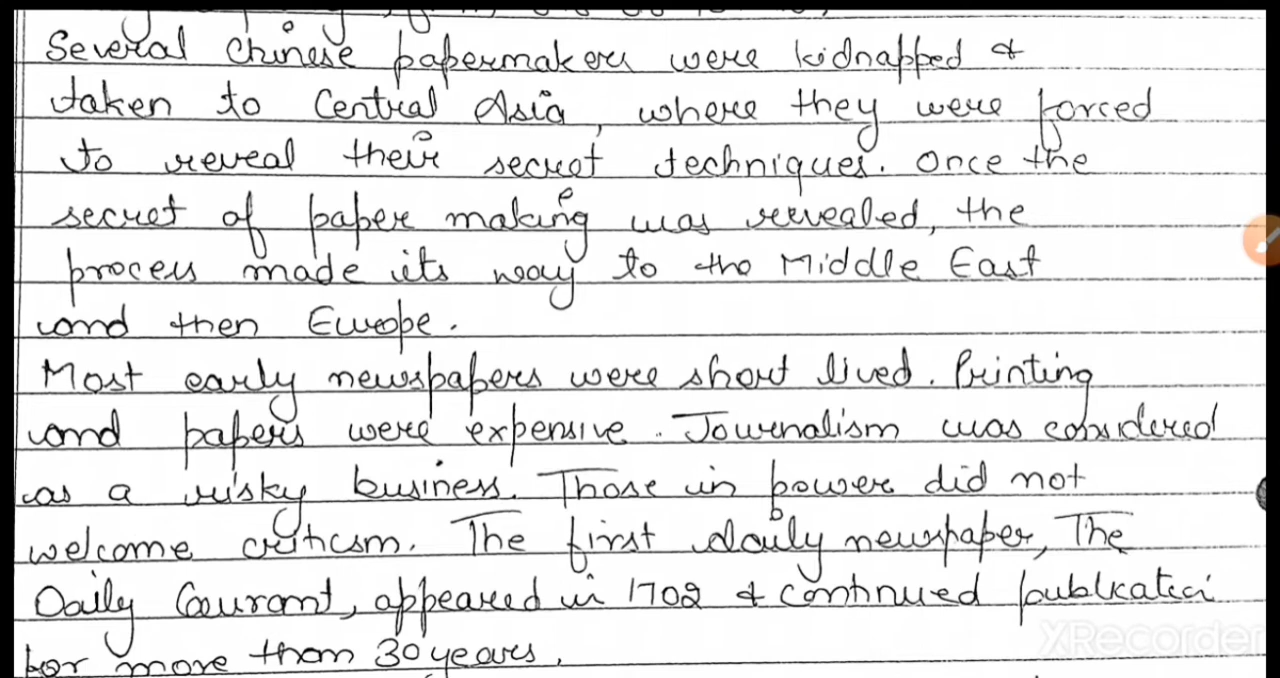 Several Chinese papermakers were kidnapped &
taken to Central Asia, where they were forced
to reveal their secret techniques. Once the
secret of paper making was revealed, the
process made its way to the Middle East
and then Europe.
Most early newspapers were short lived. Printing
and papers were expensive. Journalism was considered
as a risky business. Those in power did not
welcome criticsm. The first daily newspaper, The
Daily Courant, appeared in 1702 & continued publication
for more than 30 years.
XRecorder